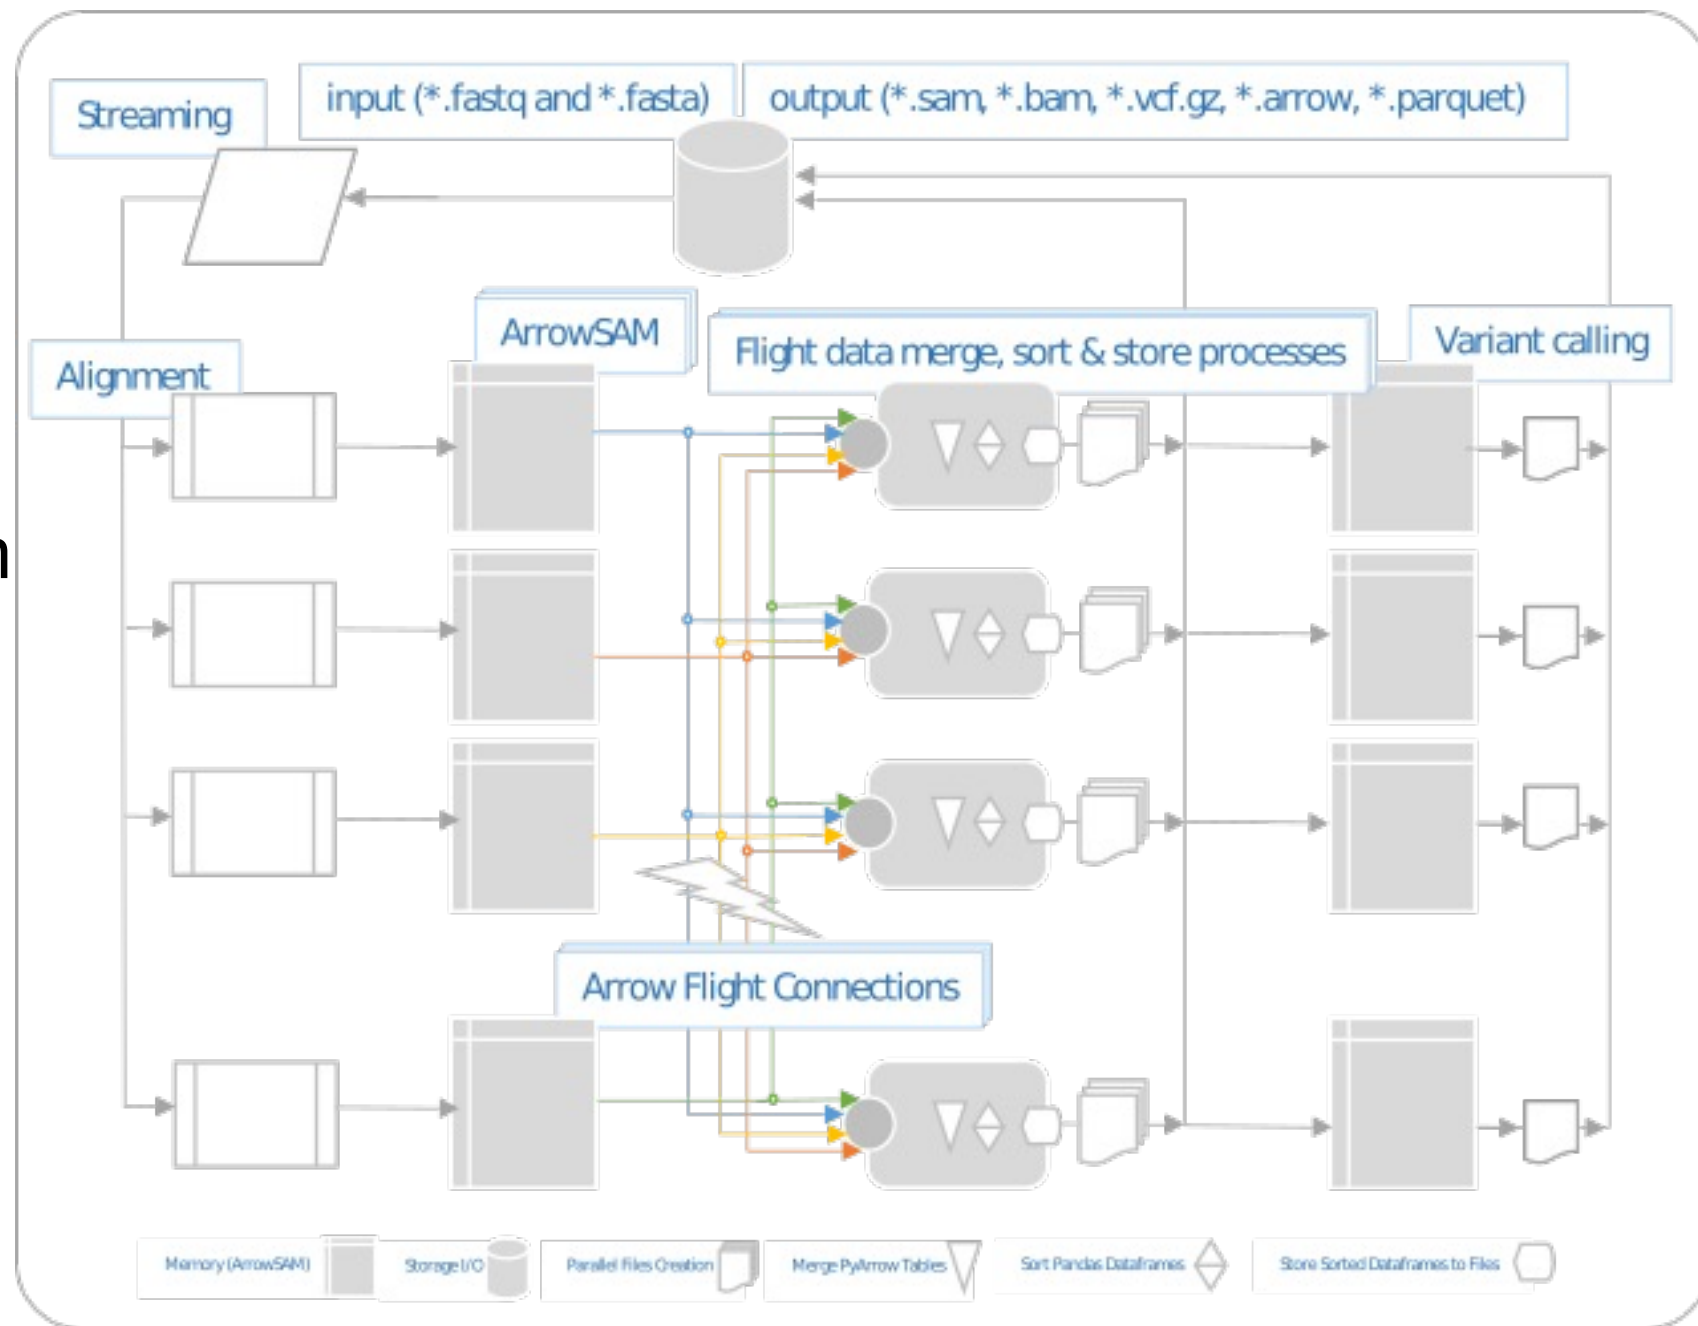 Streaming
input (*.fastq and *.fasta)
output (*.sam, *.bam, *.vcf.gz, *.arrow, *.parquet)
ArrowSAM
Flight data merge, sort & store processes
Variant calling
Alignment
n
Arrow Flight Connections
Memory (ArrowSAM)
Storage I/O
Parallel Files Creation
Merge PyArrow Tables
Sort Pandas Dataframes
Store Sorted Dataframes to Files